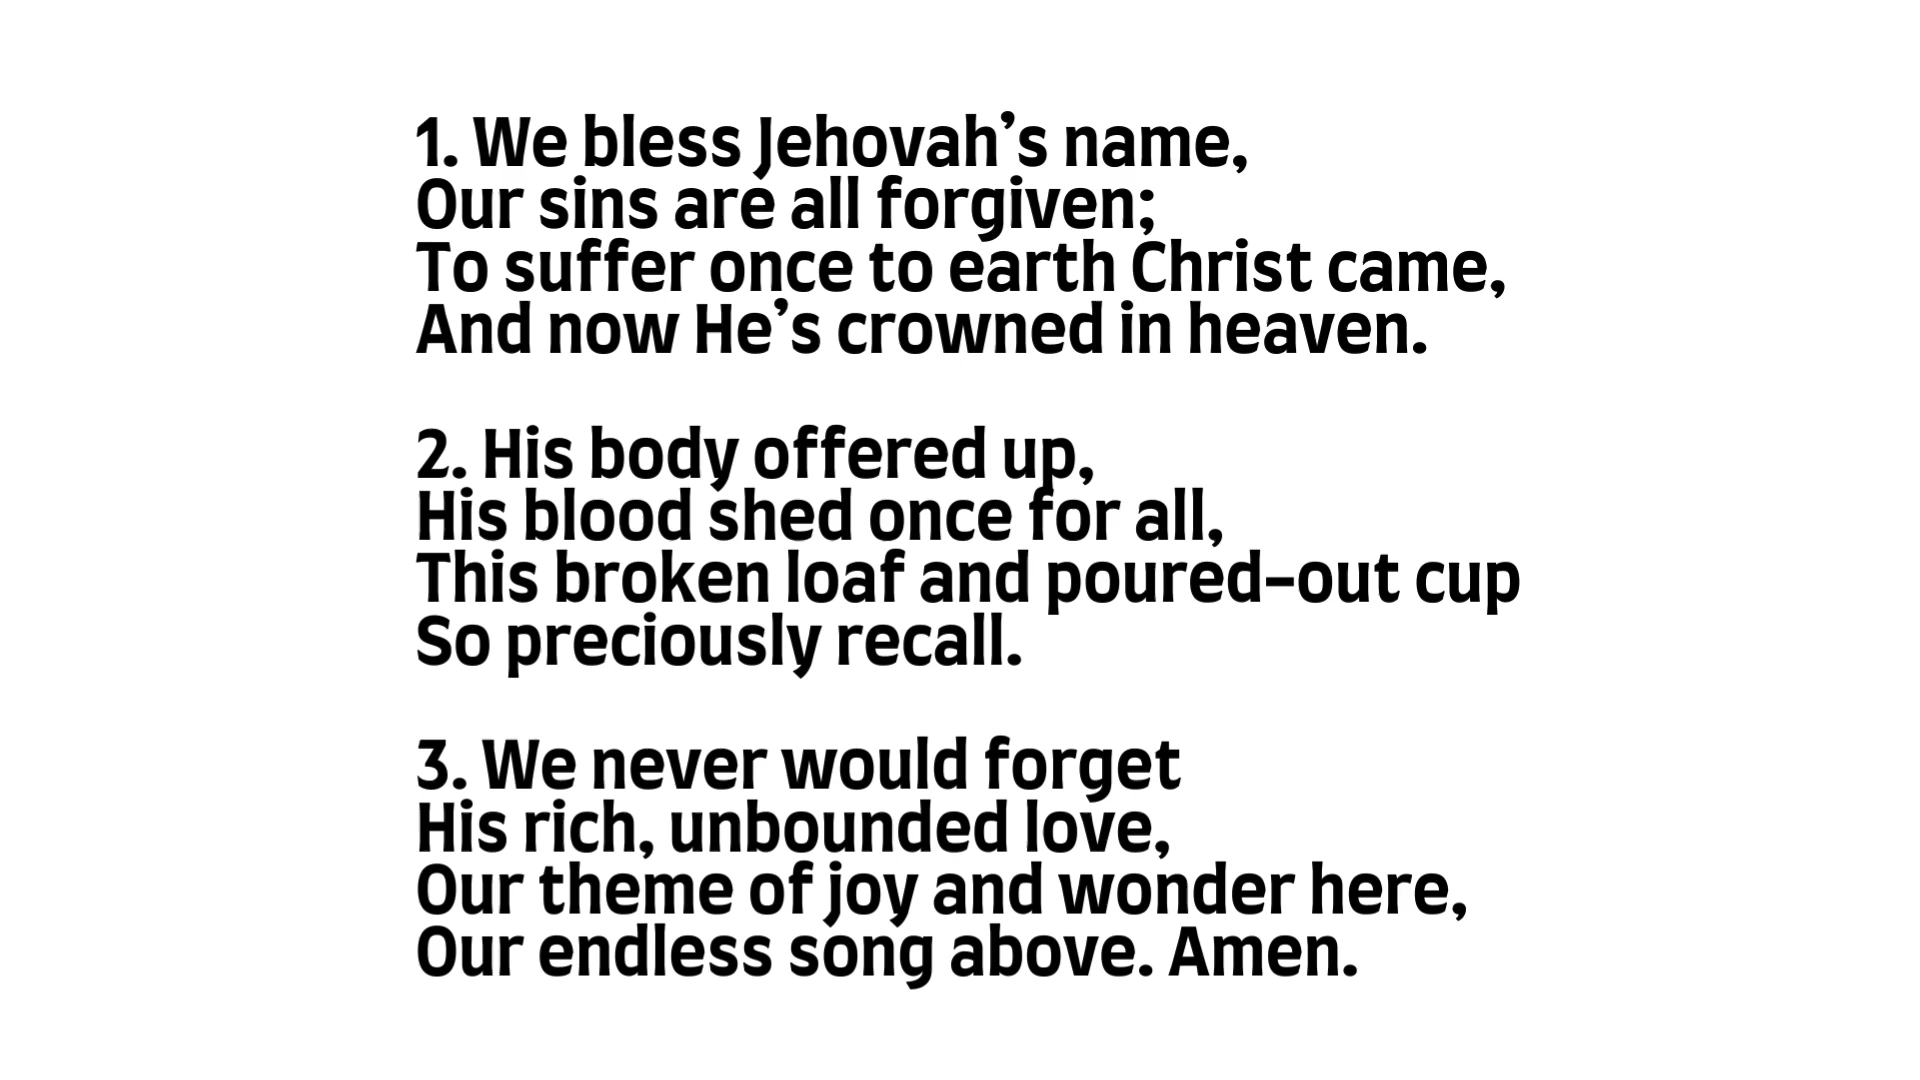 1. We bless Jehovah’s name,
Our sins are all forgiven;
To suffer once to earth Christ came,
And now He’s crowned in heaven.
2. His body offered up,
His blood shed once for all,
This broken loaf and poured-out cup
So preciously recall.
3. We never would forget
His rich, unbounded love,
Our theme of joy and wonder here,
Our endless song above. Amen.